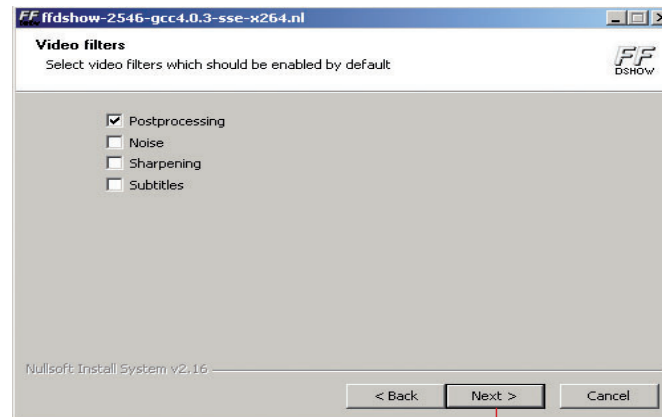 ffdshow-2546-gcc4.0.3-sse-x264.nl
Video filters
Select video filters which should be enabled by default
FF
DSHOW
Postprocessing
Noise
Sharpening
Subtitles
Nullsoft Install System v2.16
< Back Next > Cancel